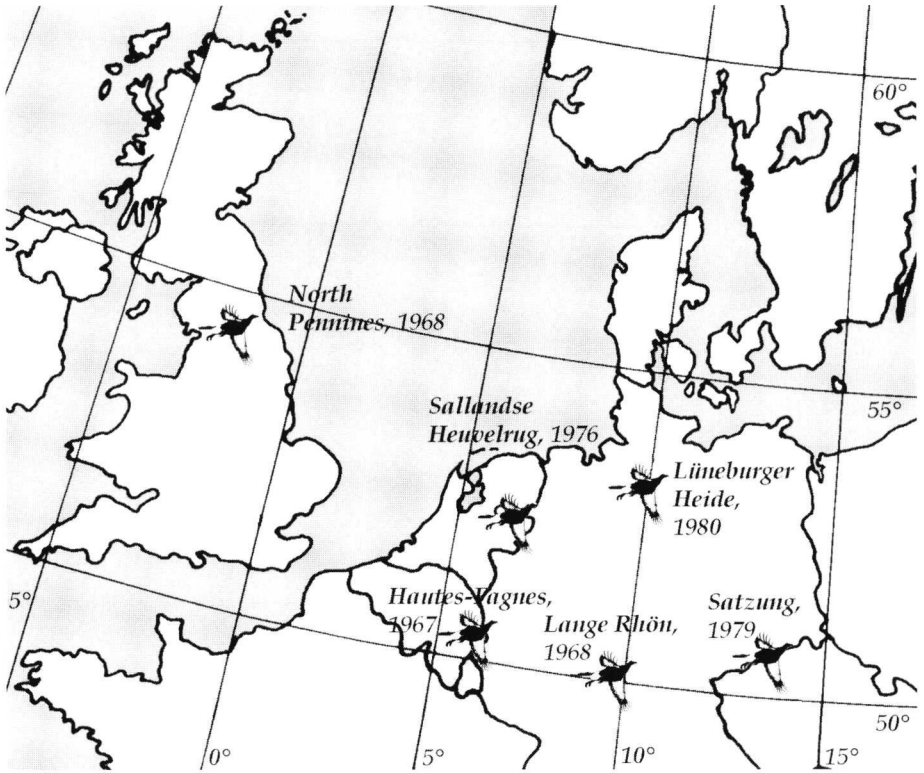 60°
North
Pennines, 1968
55°
Sallandse
Heuvelrug, 1976
Lüneburger
Heide,
1980
5°
Hautes-Fagnes,
1967
Lange Rhön,
1968
Satzung,
1979
50°
0°
5°
10°
15°